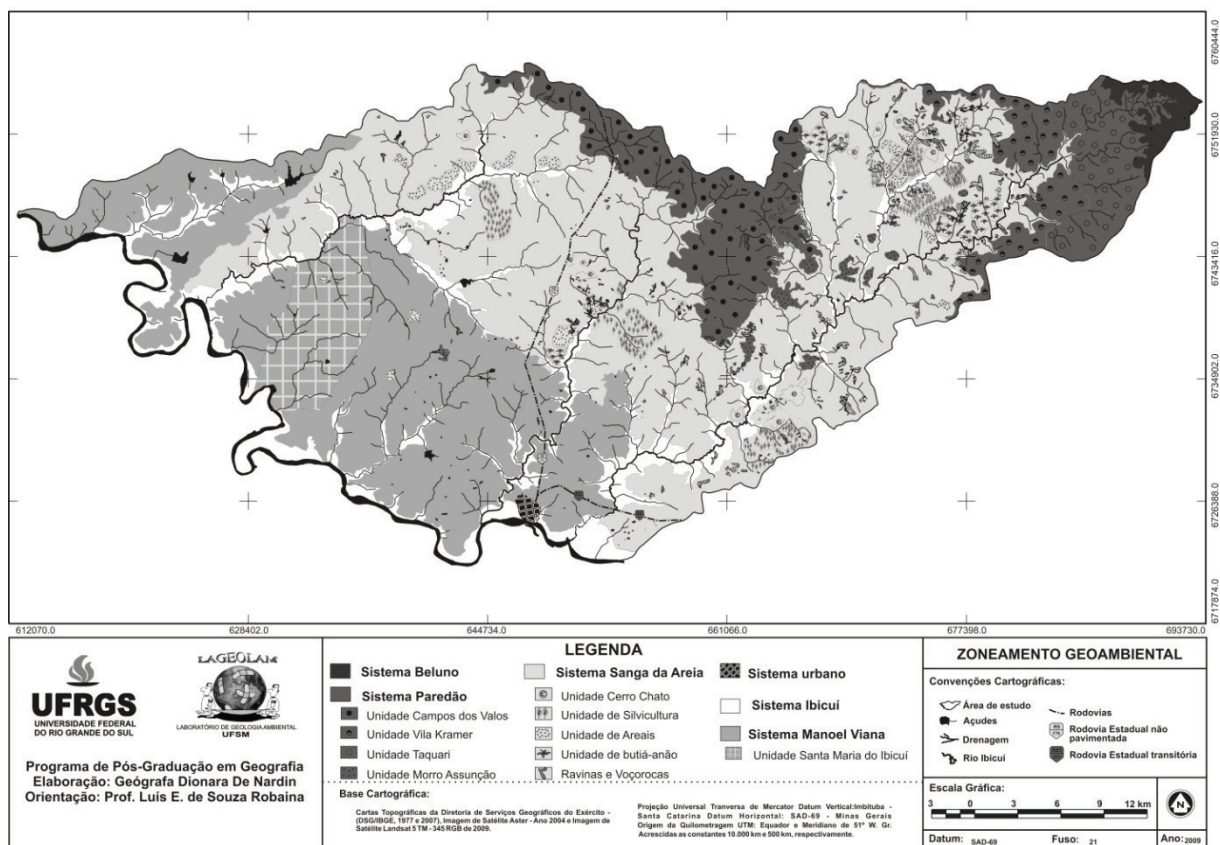 6760444.0
6751930.0
6743416.0
6734902.0
6726388.0
6717874.0
612070.0
628402.0
644734.0
661066.0
677398.0
693730.0
UFRGS
UNIVERSIDADE FEDERAL
DO RIO GRANDE DO SUL
LAGEOLAM
LABORATÓRIO DE GEOLOGIA AMBIENTAL
UFSM
Programa de Pós-Graduação em Geografia
Elaboração: Geógrafa Dionara De Nardin
Orientação: Prof. Luís E. de Souza Robaina
LEGENDA
Sistema Beluno
Sistema Paredão
Unidade Campos dos Valos
Unidade Vila Kramer
Unidade Taquari
Unidade Morro Assunção
Sistema Sanga da Areia
Unidade Cerro Chato
Unidade de Silvicultura
Unidade de Areais
Unidade de butiá-anão
Ravinas e Voçorocas
Sistema urbano
Sistema Ibicuí
Sistema Manoel Viana
Unidade Santa Maria do Ibicuí
Base Cartográfica:
Cartas Topográficas da Diretoria de Serviços Geográficos do Exército -
(DSG/IBGE, 1977 e 2007), Imagem de Satélite Aster - Ano 2004 e Imagem de
Satélite Landsat 5 TM - 345 RGB de 2009.
Projeção Universal Tranversa de Mercator Datum Vertical:Imbituba -
Santa Catarina Datum Horizontal: SAD-69 - Minas Gerais
Origem da Quilometragem UTM: Equador e Meridiano de 51º W. Gr.
Acrescidas as constantes 10.000 km e 500 km, respectivamente.
ZONEAMENTO GEOAMBIENTAL
Convenções Cartográficas:
Área de estudo
Açudes
Drenagem
Rio Ibicuí
Rodovias
Rodovia Estadual não
pavimentada
Rodovia Estadual transitória
Escala Gráfica:
3 0 3 6 9 12 km
N
Datum: SAD-69
Fuso: 21
Ano: 2009